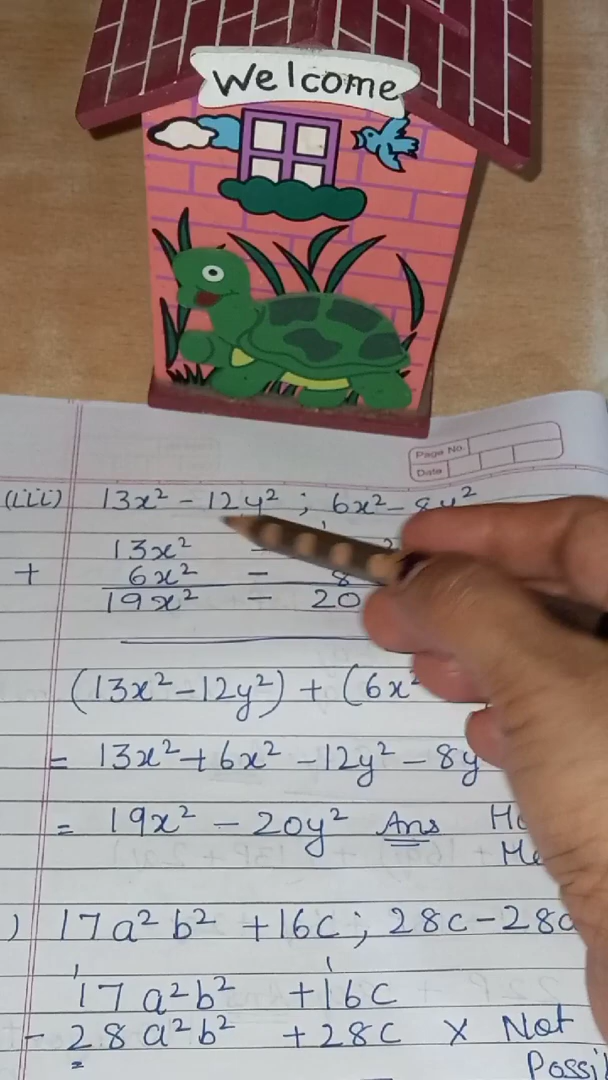 Welcome
Page No.
Date
(iii) 13x² - 12y² ; 6x² - 8y²
13x² -
+ 6x² - 8
19x² - 20
(13x² - 12y²) + (6x²
= 13x² + 6x² - 12y² - 8y
= 19x² - 20y² Ans
) 17a²b² + 16c ; 28c - 28a
17a²b² + 16c
- 28a²b² + 28c × Not